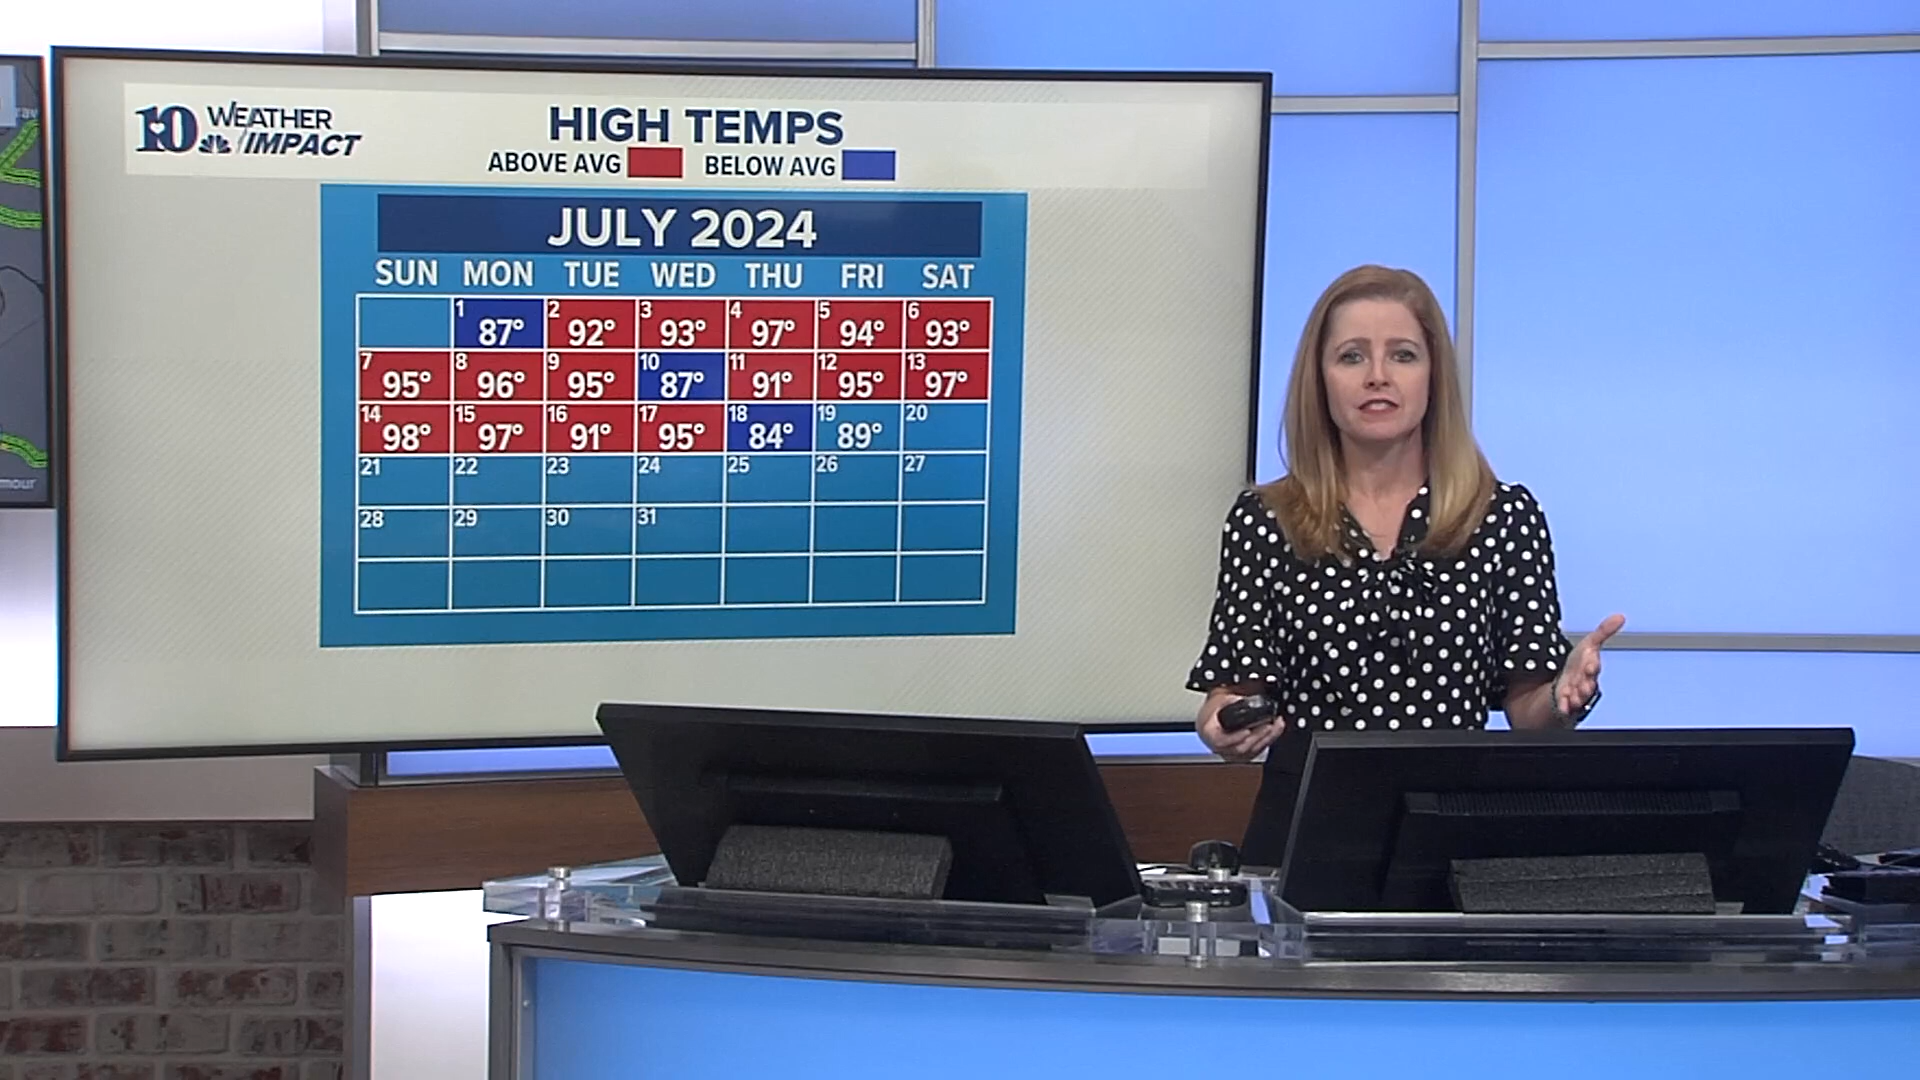 10 WEATHER IMPACT
HIGH TEMPS
ABOVE AVG BELOW AVG
JULY 2024
SUN MON TUE WED THU FRI SAT
1 87° 2 92° 3 93° 4 97° 5 94° 6 93°
7 95° 8 96° 9 95° 10 87° 11 91° 12 95° 13 97°
14 98° 15 97° 16 91° 17 95° 18 84° 19 89° 20
21 22 23 24 25 26 27
28 29 30 31
mour